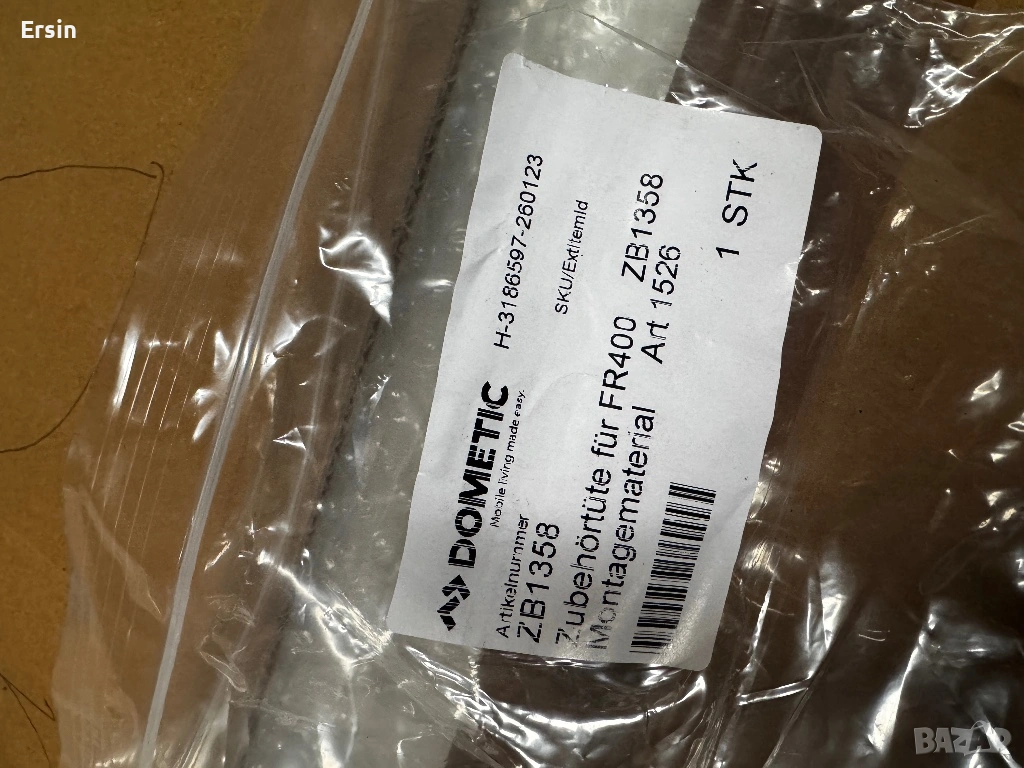 Ersin
DOMETIC
Mobile living made easy.
H-3186597-260123
Artikelnummer
ZB1358
SKU/ExtItemId
Zubehörtüte für FR400 ZB1358
Montagematerial Art 1526
1 STK
BAZAR